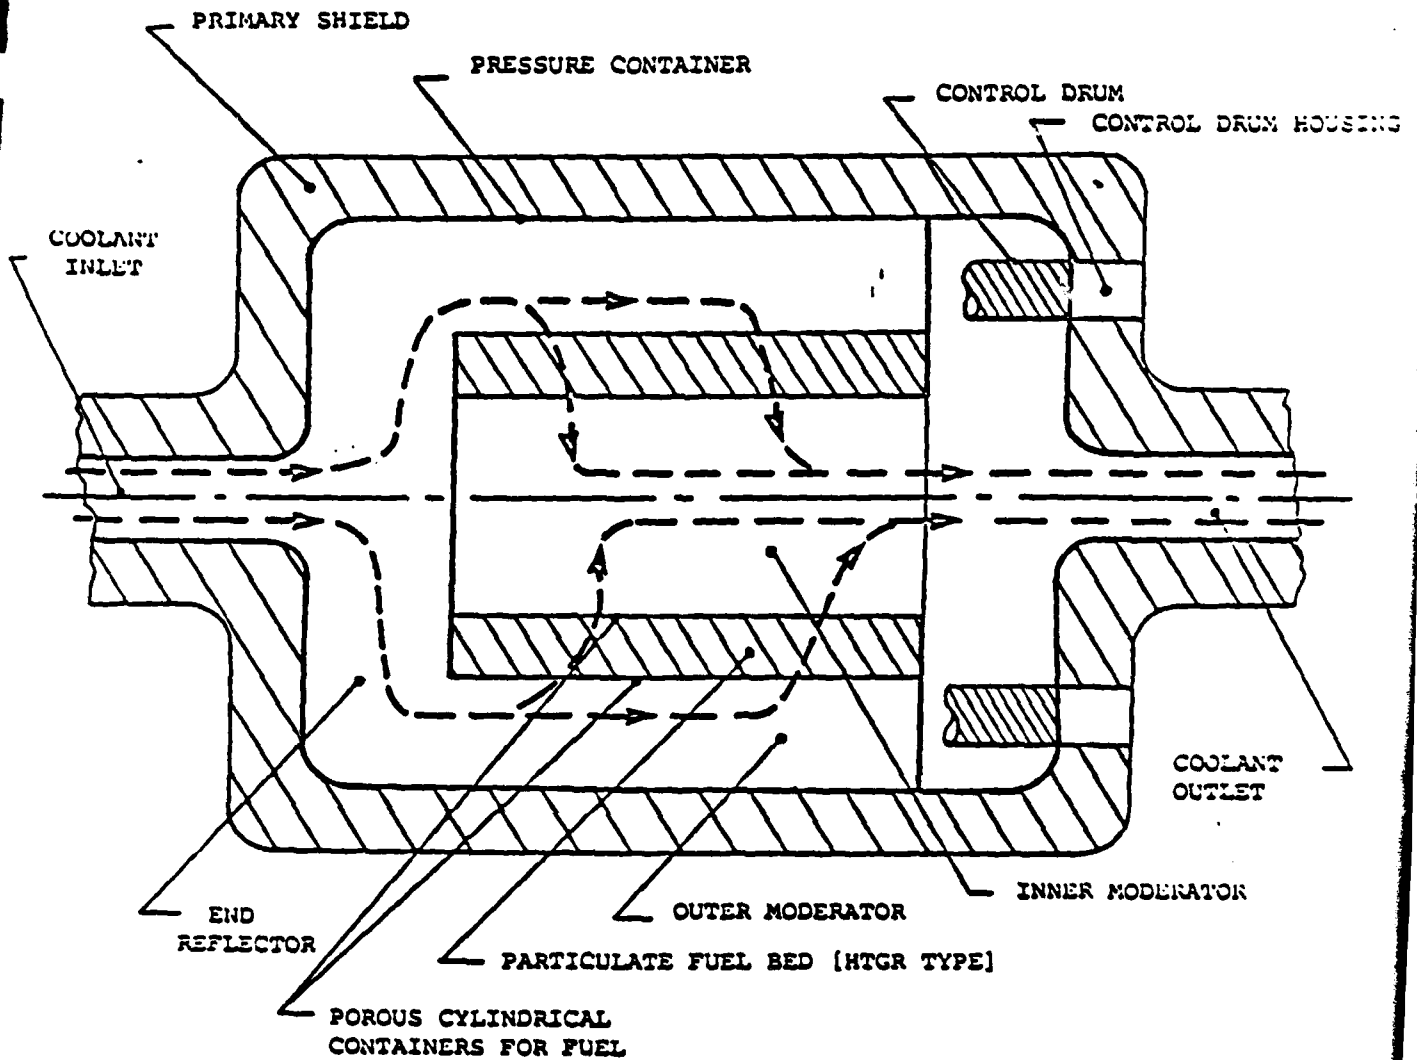 PRIMARY SHIELD
PRESSURE CONTAINER
CONTROL DRUM
CONTROL DRUM HOUSING
COOLANT
INLET
COOLANT
OUTLET
INNER MODERATOR
END
REFLECTOR
OUTER MODERATOR
PARTICULATE FUEL BED [HTGR TYPE]
POROUS CYLINDRICAL
CONTAINERS FOR FUEL